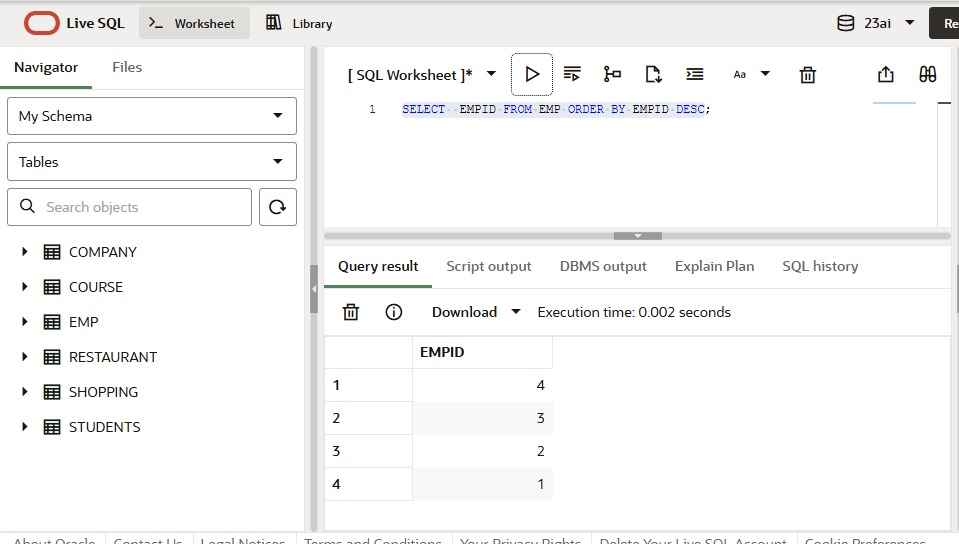 Live SQL
Worksheet
Library
23ai
Re
Navigator
Files
My Schema
Tables
Search objects
COMPANY
COURSE
EMP
RESTAURANT
SHOPPING
STUDENTS
[ SQL Worksheet ]*
Aa
1 SELECT EMPID FROM EMP ORDER BY EMPID DESC;
Query result
Script output
DBMS output
Explain Plan
SQL history
Download
Execution time: 0.002 seconds
EMPID
1 4
2 3
3 2
4 1
About Oracle
Contact Us
Legal Notices
Terms and Conditions
Your Privacy Rights
Delete Your Live SQL Account
Cookie Preferences